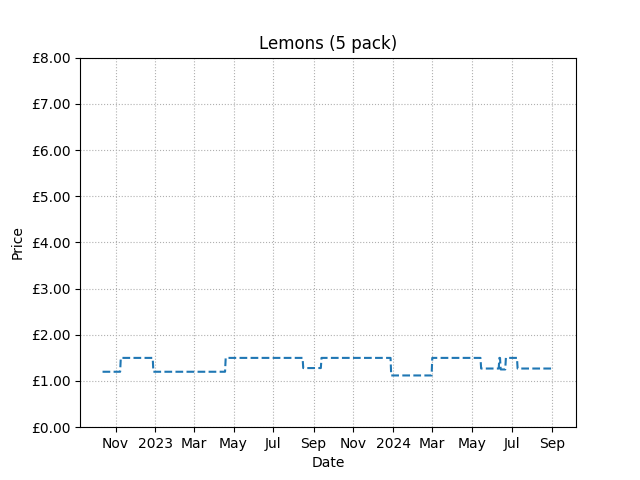 Lemons (5 pack)
£8.00
£7.00
£6.00
£5.00
£4.00
£3.00
£2.00
£1.00
£0.00
Price
Nov 2023 Mar May Jul Sep Nov 2024 Mar May Jul Sep
Date